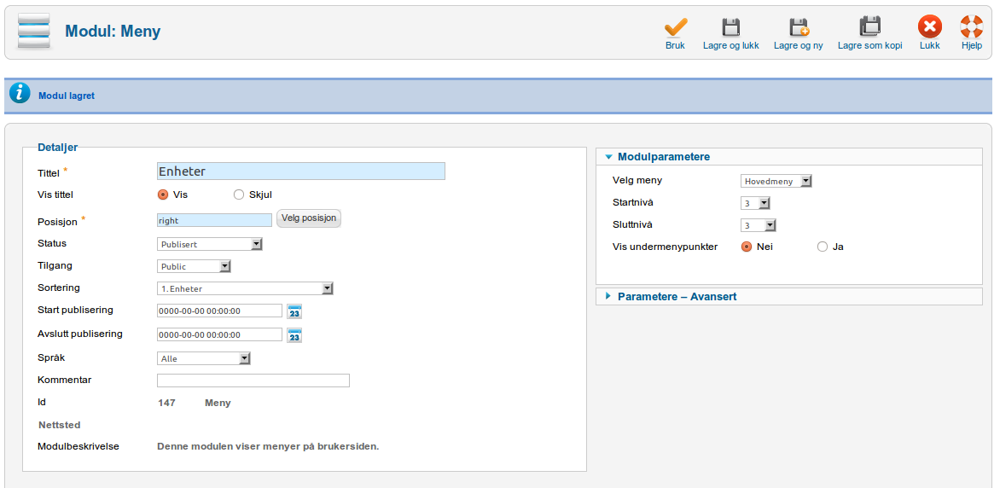 Modul: Meny
Bruk
Lagre og lukk
Lagre og ny
Lagre som kopi
Lukk
Hjelp
Modul lagret
Detaljer
Tittel * Enheter
Vis tittel Vis Skjul
Posisjon * right Velg posisjon
Status Publisert
Tilgang Public
Sortering 1. Enheter
Start publisering 0000-00-00 00:00:00 23
Avslutt publisering 0000-00-00 00:00:00 23
Språk Alle
Kommentar
Id 147 Meny
Nettsted
Modulbeskrivelse Denne modulen viser menyer på brukersiden.
Modulparametere
Velg meny Hovedmeny
Startnivå 3
Sluttnivå 3
Vis undermenypunkter Nei Ja
Parametere – Avansert